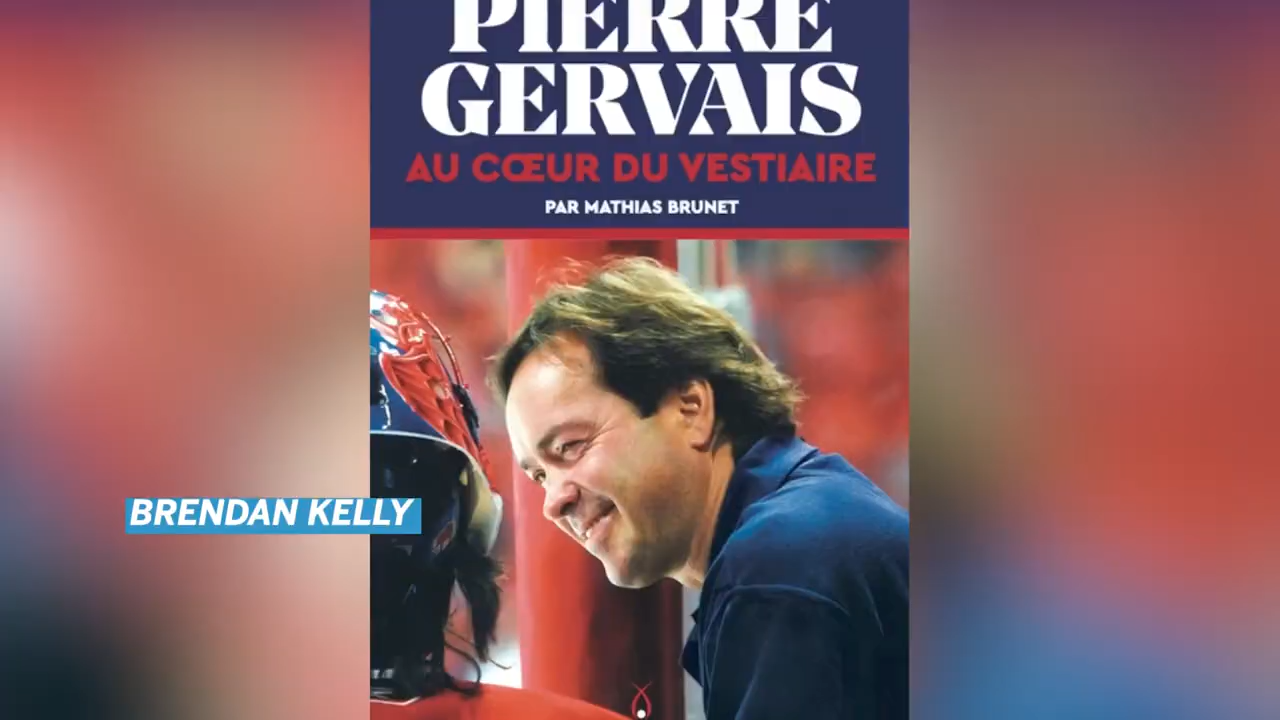 PIERRE
GERVAIS
AU CŒUR DU VESTIAIRE
PAR MATHIAS BRUNET
BRENDAN KELLY